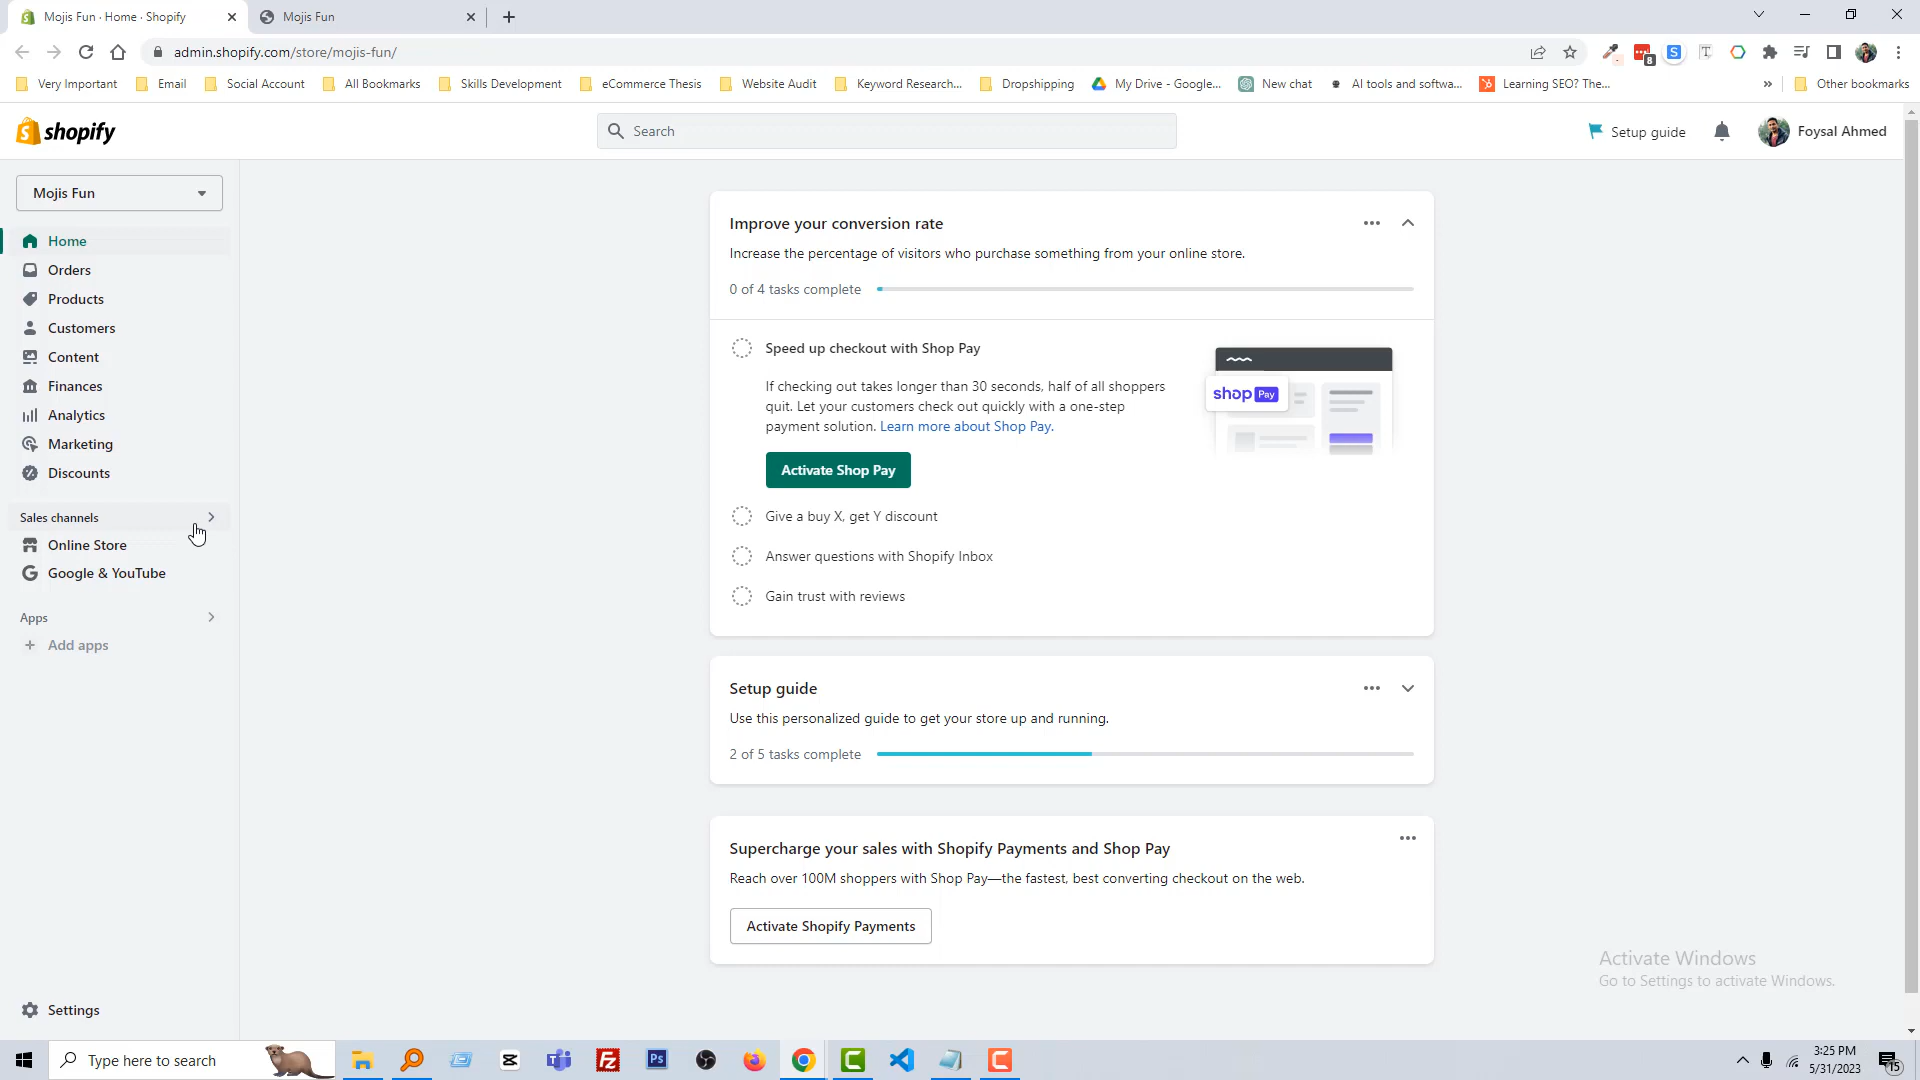 Mojis Fun · Home · Shopify
Mojis Fun
admin.shopify.com/store/mojis-fun/
8
S
T
Very Important
Email
Social Account
All Bookmarks
Skills Development
eCommerce Thesis
Website Audit
Keyword Research...
Dropshipping
My Drive - Google...
New chat
AI tools and softwa...
Learning SEO? The...
Other bookmarks
shopify
Search
Setup guide
Foysal Ahmed
Mojis Fun
Home
Orders
Products
Customers
Content
Finances
Analytics
Marketing
Discounts
Sales channels
Online Store
Google & YouTube
Apps
Add apps
Settings
Improve your conversion rate
Increase the percentage of visitors who purchase something from your online store.
0 of 4 tasks complete
Speed up checkout with Shop Pay
If checking out takes longer than 30 seconds, half of all shoppers
quit. Let your customers check out quickly with a one-step
payment solution. Learn more about Shop Pay.
shop Pay
Activate Shop Pay
Give a buy X, get Y discount
Answer questions with Shopify Inbox
Gain trust with reviews
Setup guide
Use this personalized guide to get your store up and running.
2 of 5 tasks complete
Supercharge your sales with Shopify Payments and Shop Pay
Reach over 100M shoppers with Shop Pay—the fastest, best converting checkout on the web.
Activate Shopify Payments
Activate Windows
Go to Settings to activate Windows.
Type here to search
Fz
Ps
3:25 PM
5/31/2023
15